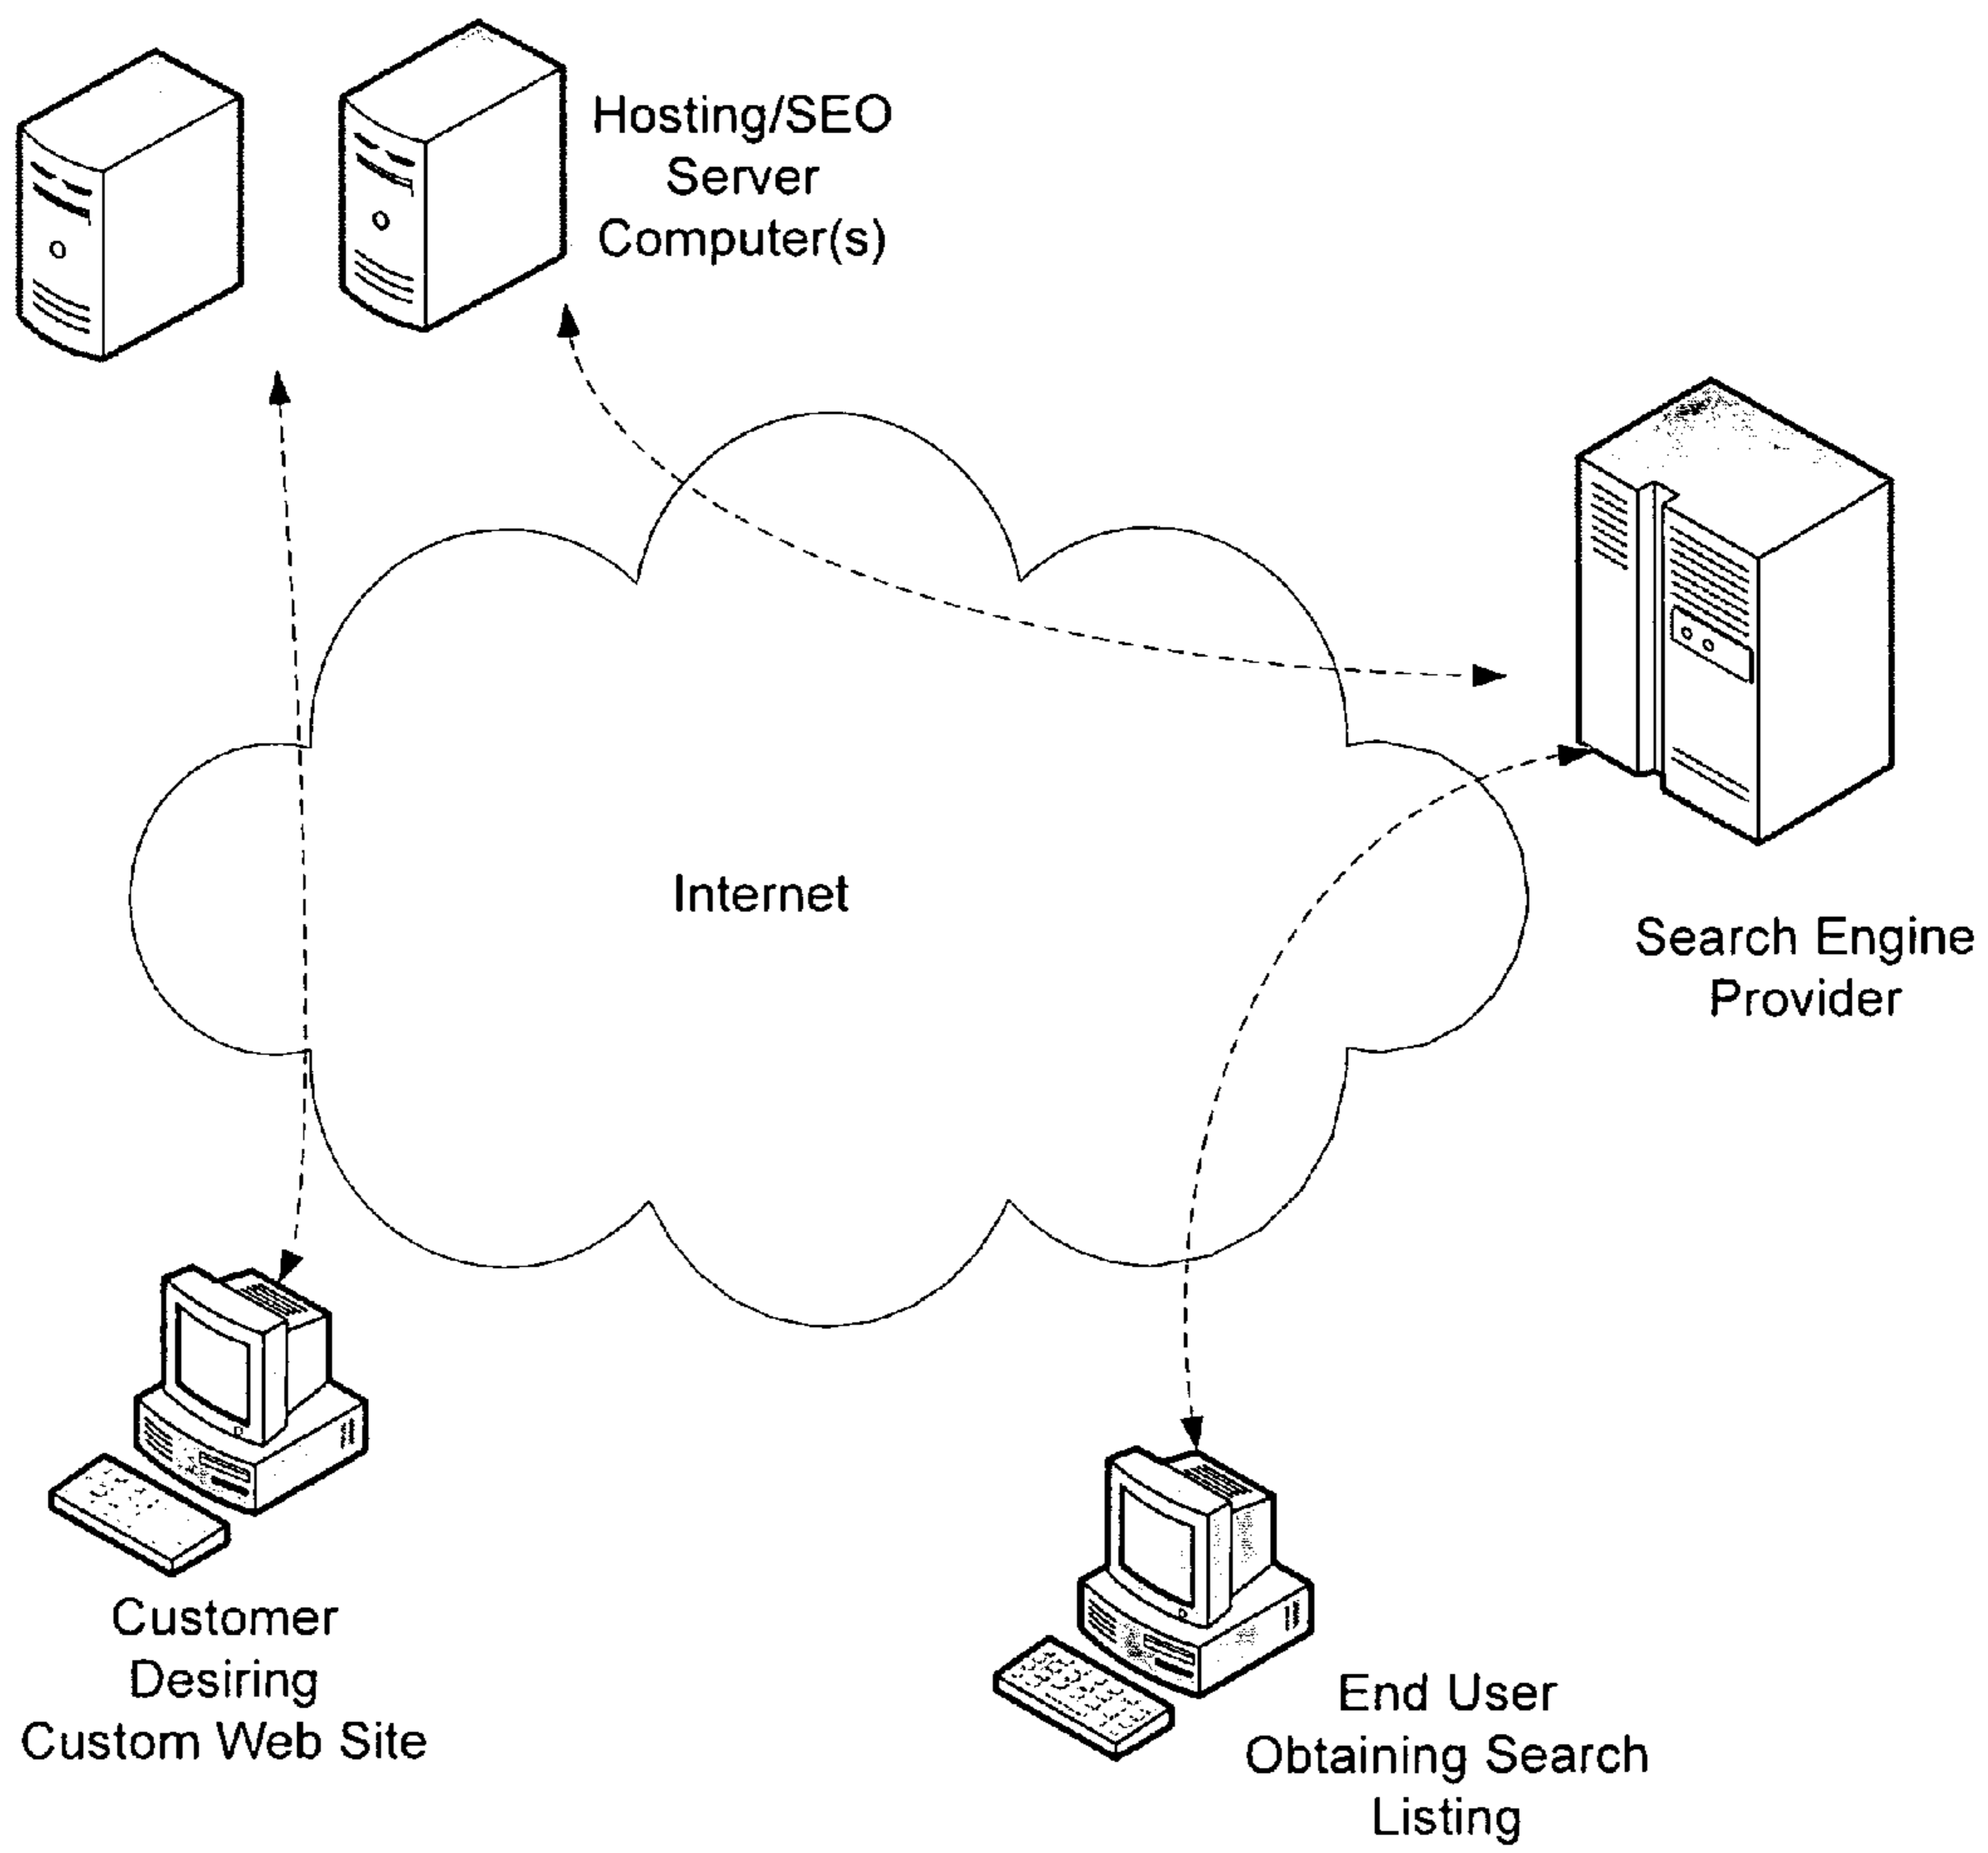 Hosting/SEO
Server
Computer(s)
Internet
Search Engine
Provider
Customer
Desiring
Custom Web Site
End User
Obtaining Search
Listing